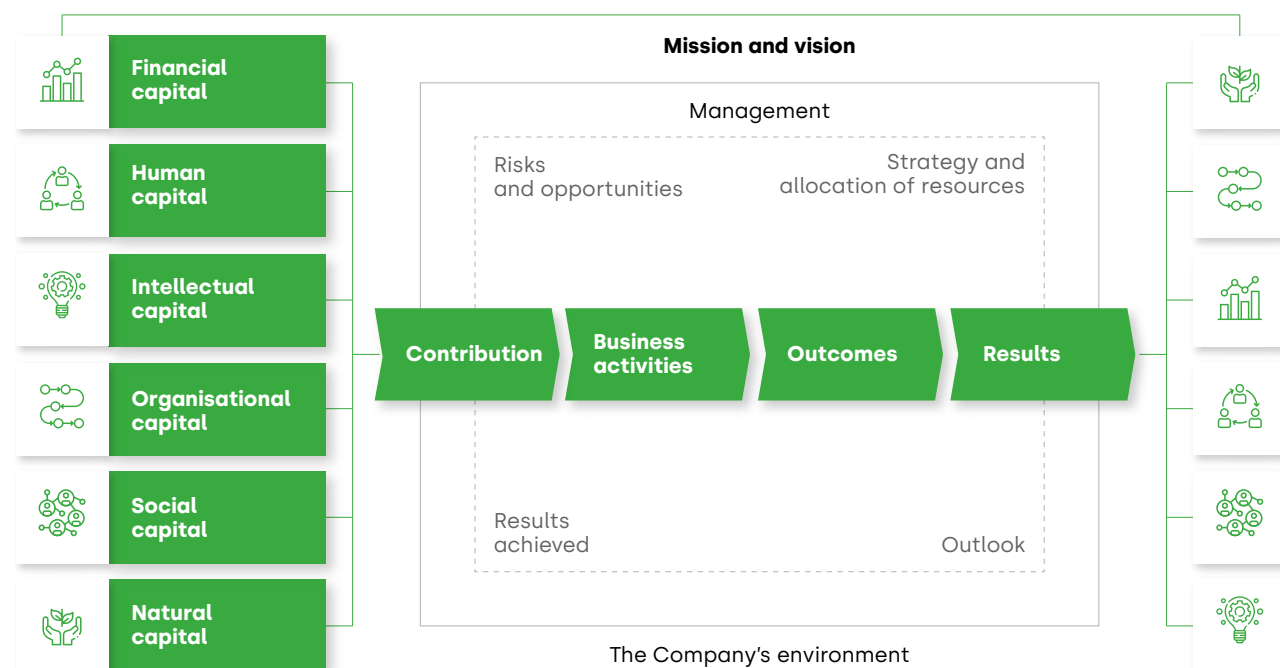 Financial
capital
Human
capital
Intellectual
capital
Organisational
capital
Social
capital
Natural
capital
Mission and vision
Management
Risks
and opportunities
Strategy and
allocation of resources
Contribution
Business
activities
Outcomes
Results
Results
achieved
Outlook
The Company’s environment